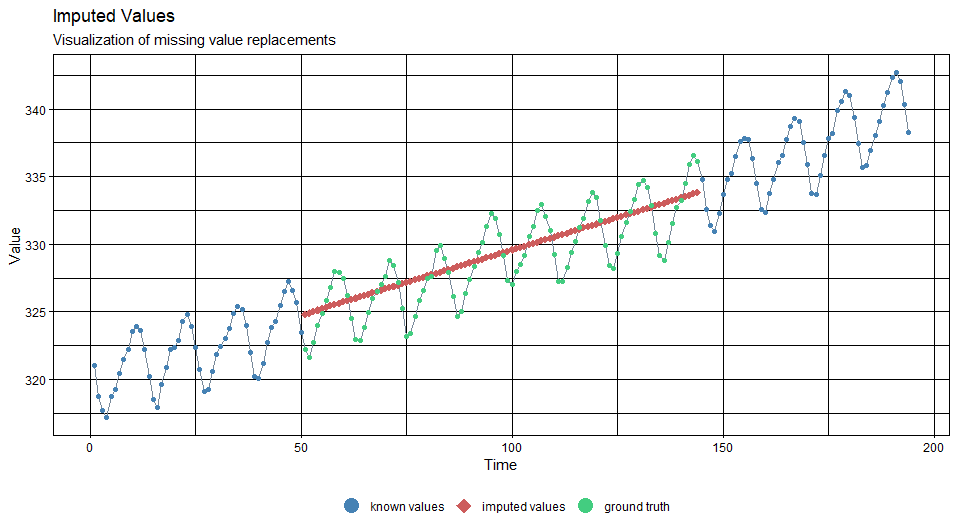 Imputed Values
Visualization of missing value replacements
340
335
330
325
320
Value
0 50 100 150 200
Time
known values imputed values ground truth